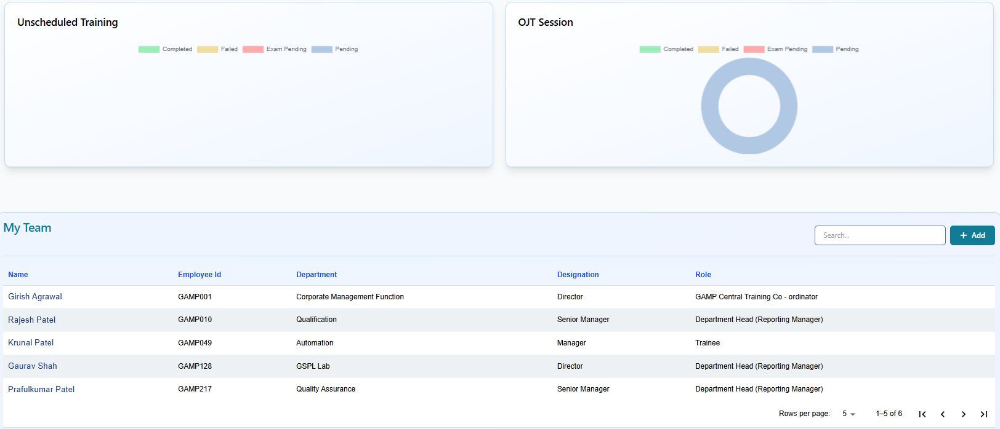 Unscheduled Training
Completed Failed Exam Pending Pending
OJT Session
Completed Failed Exam Pending Pending
My Team
Search...
+ Add
Name Employee Id Department Designation Role
Girish Agrawal GAMP001 Corporate Management Function Director GAMP Central Training Co - ordinator
Rajesh Patel GAMP010 Qualification Senior Manager Department Head (Reporting Manager)
Krunal Patel GAMP049 Automation Manager Trainee
Gaurav Shah GAMP128 GSPL Lab Director Department Head (Reporting Manager)
Prafulkumar Patel GAMP217 Quality Assurance Senior Manager Department Head (Reporting Manager)
Rows per page: 5 1–5 of 6